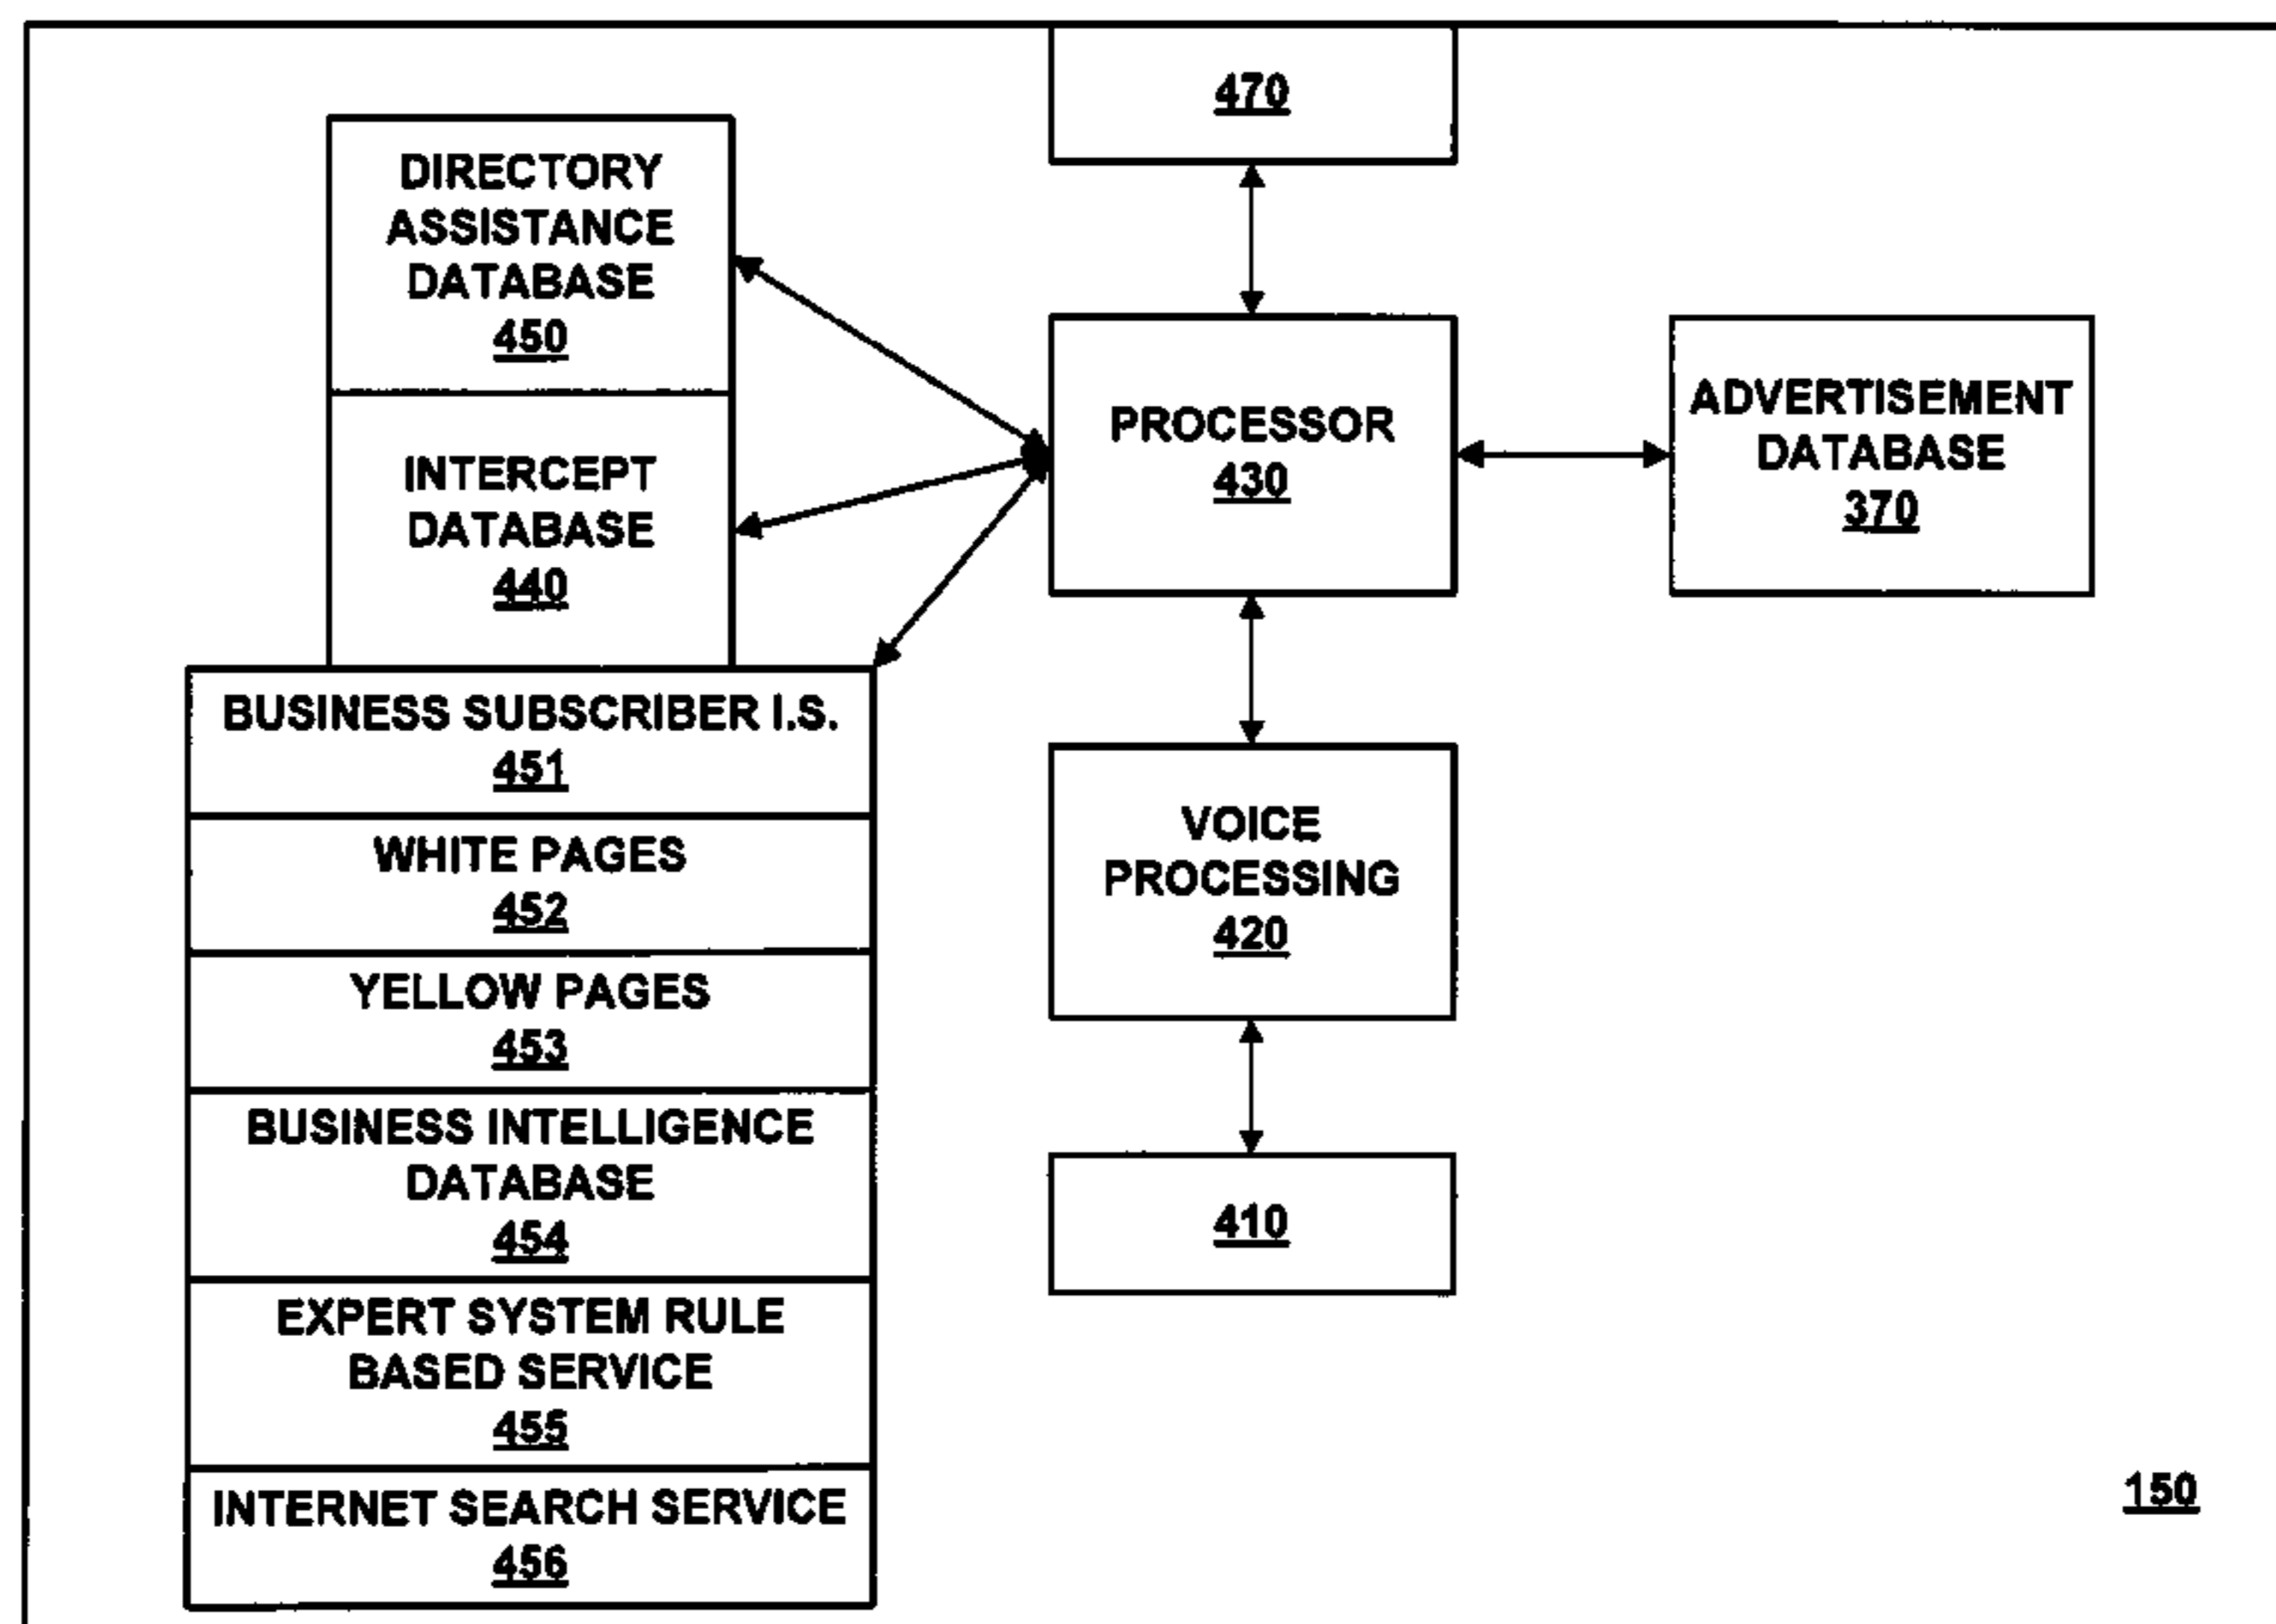 470
DIRECTORY
ASSISTANCE
DATABASE
450
INTERCEPT
DATABASE
440
PROCESSOR
430
ADVERTISEMENT
DATABASE
370
BUSINESS SUBSCRIBER I.S.
451
WHITE PAGES
452
YELLOW PAGES
453
BUSINESS INTELLIGENCE
DATABASE
454
EXPERT SYSTEM RULE
BASED SERVICE
455
INTERNET SEARCH SERVICE
456
VOICE
PROCESSING
420
410
150